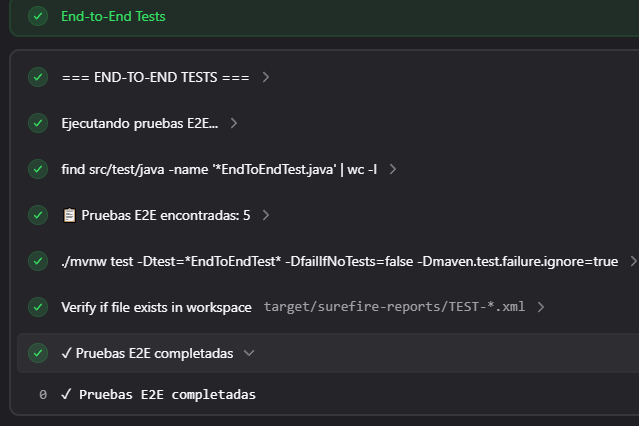 End-to-End Tests
=== END-TO-END TESTS ===
Ejecutando pruebas E2E...
find src/test/java -name '*EndToEndTest.java' | wc -l
📋 Pruebas E2E encontradas: 5
./mvnw test -Dtest=*EndToEndTest* -DfailIfNoTests=false -Dmaven.test.failure.ignore=true
Verify if file exists in workspace target/surefire-reports/TEST-*.xml
✓ Pruebas E2E completadas
0 ✓ Pruebas E2E completadas